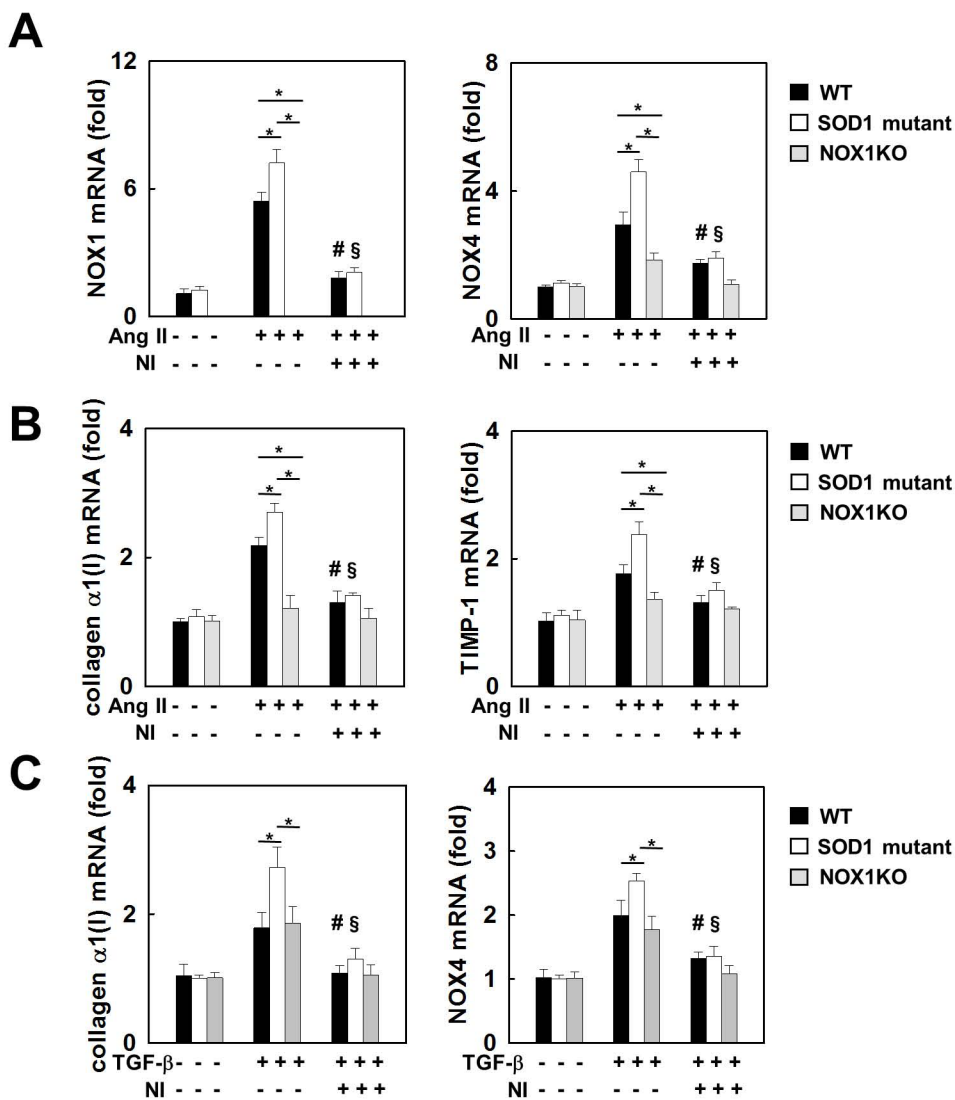 A
NOX1 mRNA (fold)
12
6
0
* 
* *
# §
Ang II - - - + + + + + +
NI - - - - - - + + +
NOX4 mRNA (fold)
8
4
0
*
* *
# §
Ang II - - - + + + + + +
NI - - - - - - + + +
WT
SOD1 mutant
NOX1KO
B
collagen α1(I) mRNA (fold)
4
2
0
*
* *
# §
Ang II - - - + + + + + +
NI - - - - - - + + +
TIMP-1 mRNA (fold)
4
2
0
*
* *
# §
Ang II - - - + + + + + +
NI - - - - - - + + +
WT
SOD1 mutant
NOX1KO
C
collagen α1(I) mRNA (fold)
4
2
0
* *
# §
TGF-β - - - + + + + + +
NI - - - - - - + + +
NOX4 mRNA (fold)
4
3
2
1
0
* *
# §
TGF-β - - - + + + + + +
NI - - - - - - + + +
WT
SOD1 mutant
NOX1KO